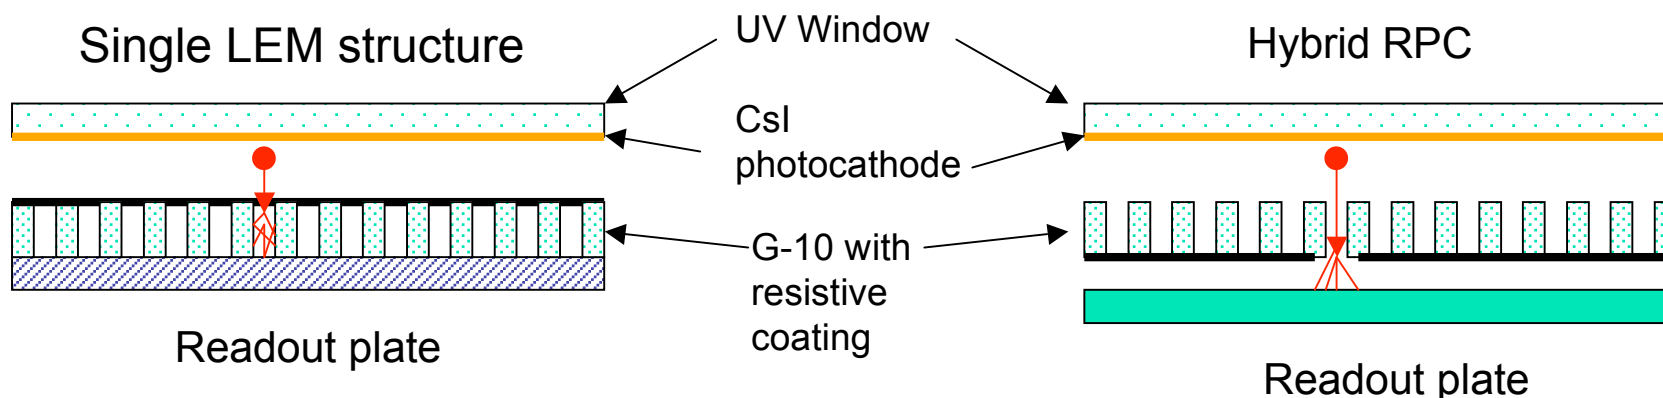 Single LEM structure
UV Window
Hybrid RPC
CsI
photocathode
G-10 with
resistive
coating
Readout plate
Readout plate